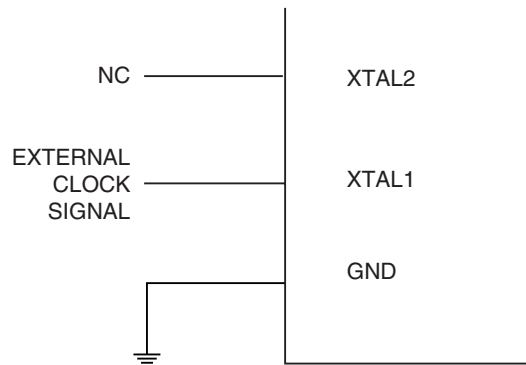 NC
XTAL2
EXTERNAL
CLOCK
SIGNAL
XTAL1
GND